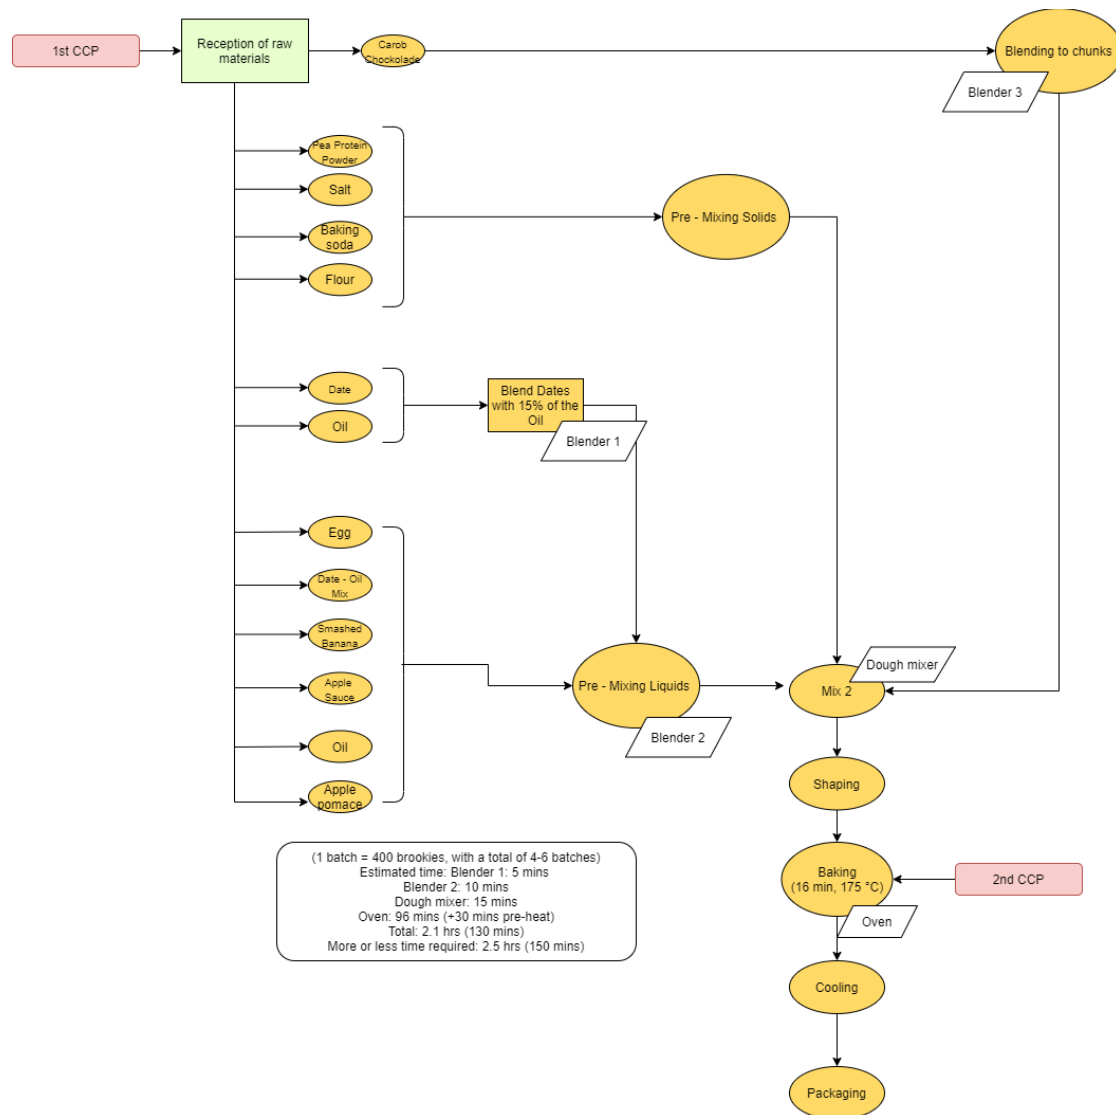 1st CCP
Reception of raw
materials
Carob
Chockolade
Blending to chunks
Blender 3
Pea Protein
Powder
Salt
Baking
soda
Flour
Pre - Mixing Solids
Date
Oil
Blend Dates
with 15% of the
Oil
Blender 1
Egg
Date - Oil
Mix
Smashed
Banana
Apple
Sauce
Oil
Apple
pomace
Pre - Mixing Liquids
Blender 2
Dough mixer
Mix 2
Shaping
Baking
(16 min, 175 °C)
Oven
2nd CCP
Cooling
Packaging
(1 batch = 400 brookies, with a total of 4-6 batches)
Estimated time: Blender 1: 5 mins
Blender 2: 10 mins
Dough mixer: 15 mins
Oven: 96 mins (+30 mins pre-heat)
Total: 2.1 hrs (130 mins)
More or less time required: 2.5 hrs (150 mins)